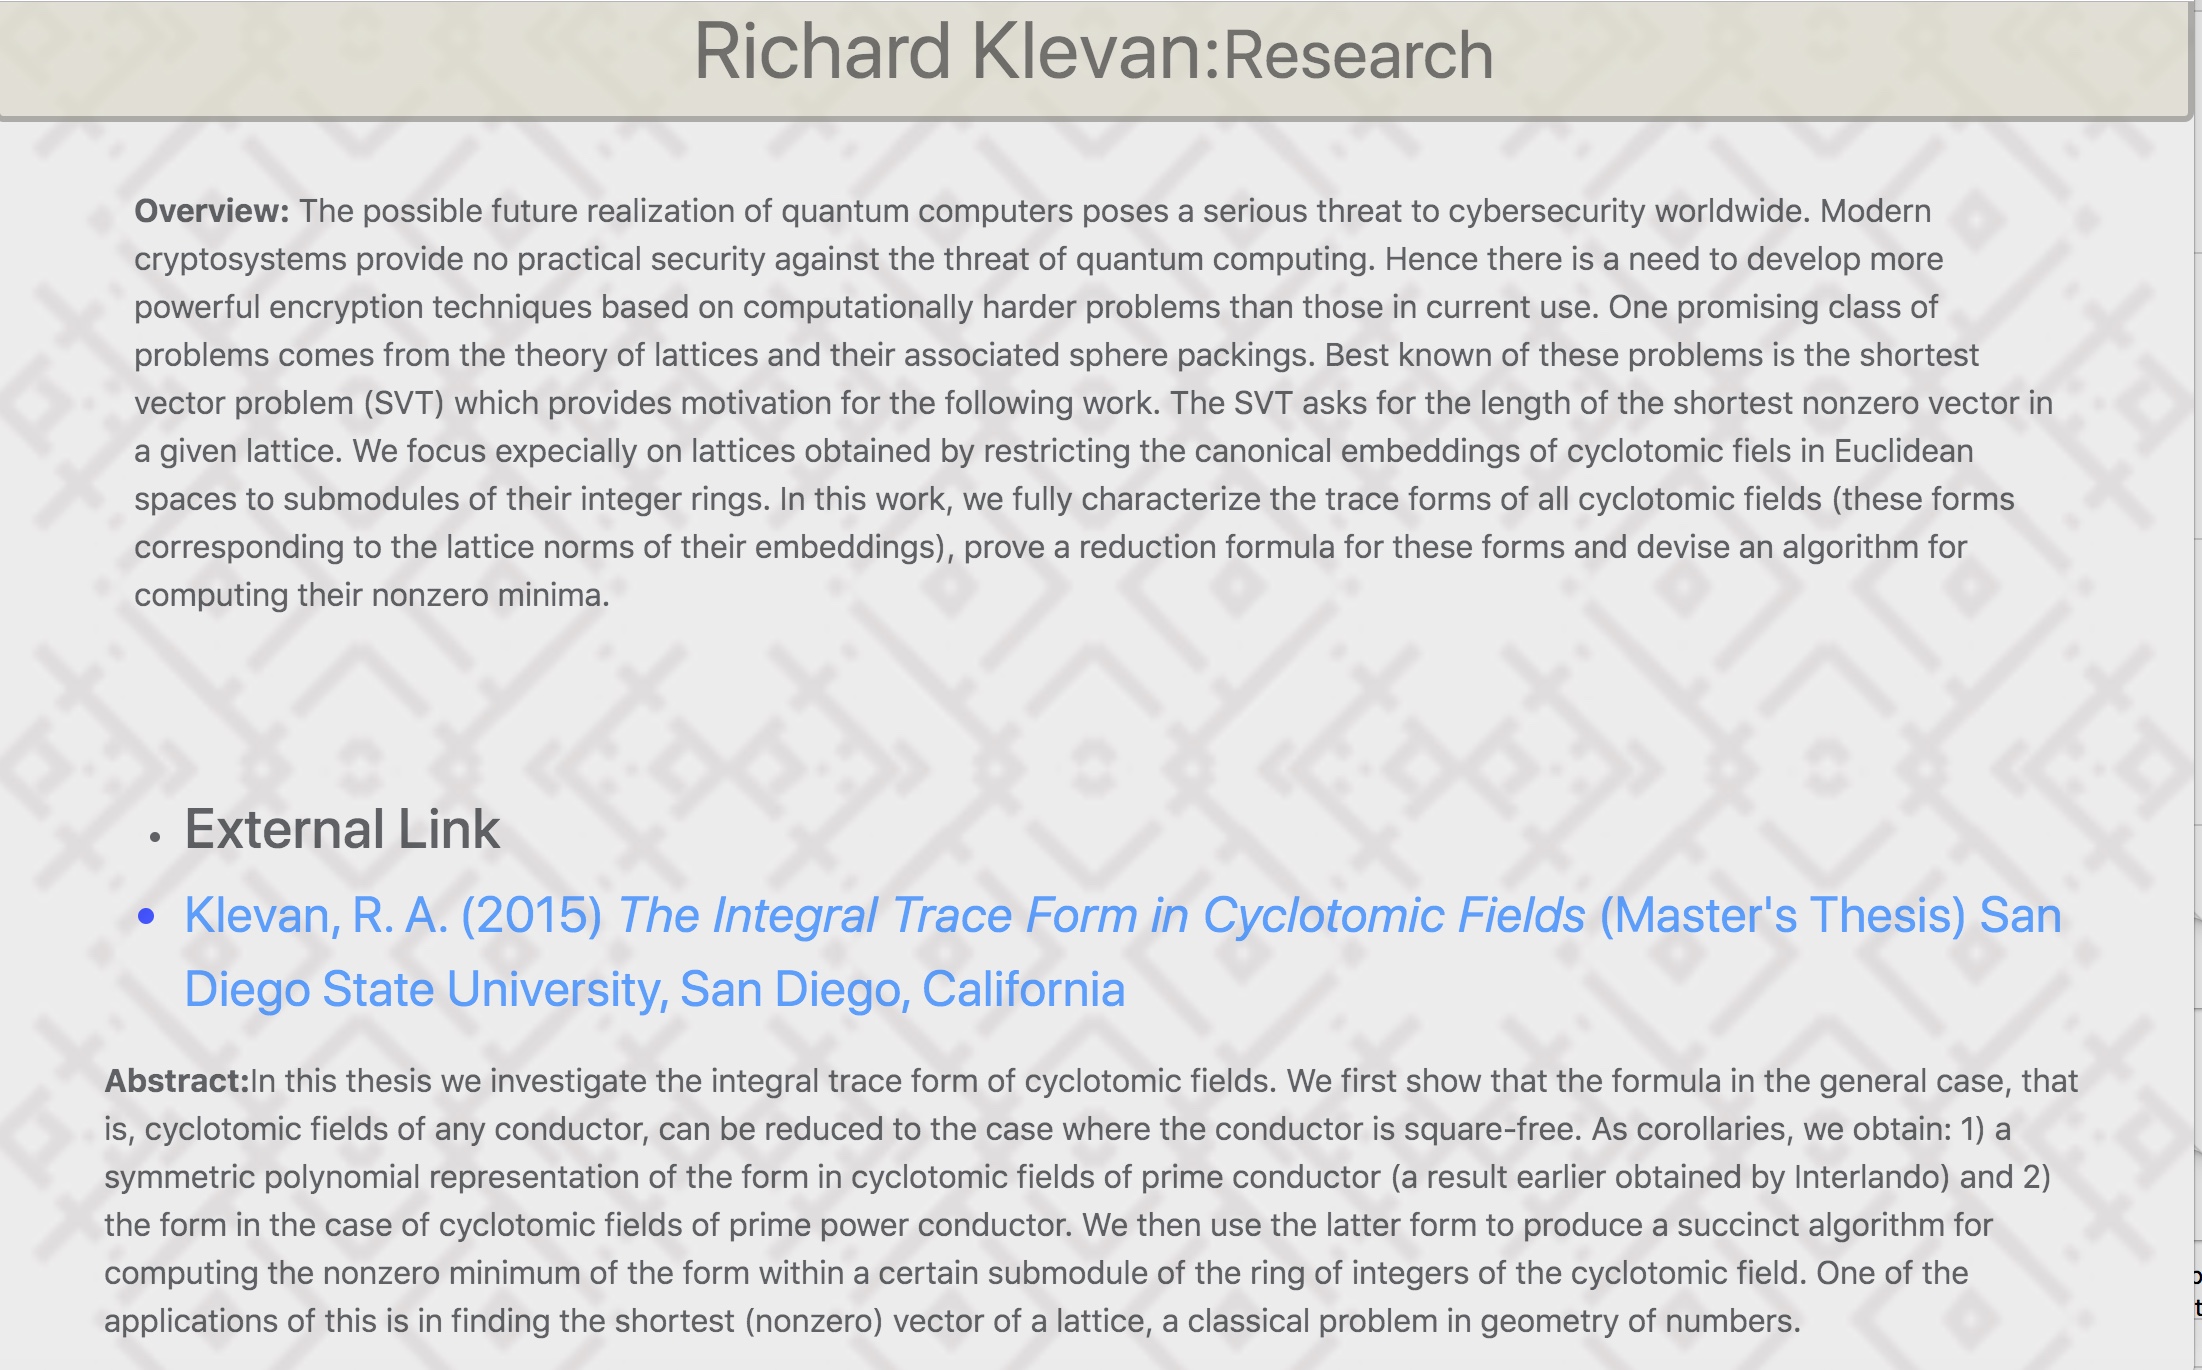 Richard Klevan:Research
Overview: The possible future realization of quantum computers poses a serious threat to cybersecurity worldwide. Modern
cryptosystems provide no practical security against the threat of quantum computing. Hence there is a need to develop more
powerful encryption techniques based on computationally harder problems than those in current use. One promising class of
problems comes from the theory of lattices and their associated sphere packings. Best known of these problems is the shortest
vector problem (SVT) which provides motivation for the following work. The SVT asks for the length of the shortest nonzero vector in
a given lattice. We focus expecially on lattices obtained by restricting the canonical embeddings of cyclotomic fiels in Euclidean
spaces to submodules of their integer rings. In this work, we fully characterize the trace forms of all cyclotomic fields (these forms
corresponding to the lattice norms of their embeddings), prove a reduction formula for these forms and devise an algorithm for
computing their nonzero minima.
• External Link
• Klevan, R. A. (2015) The Integral Trace Form in Cyclotomic Fields (Master's Thesis) San
Diego State University, San Diego, California
Abstract:In this thesis we investigate the integral trace form of cyclotomic fields. We first show that the formula in the general case, that
is, cyclotomic fields of any conductor, can be reduced to the case where the conductor is square-free. As corollaries, we obtain: 1) a
symmetric polynomial representation of the form in cyclotomic fields of prime conductor (a result earlier obtained by Interlando) and 2)
the form in the case of cyclotomic fields of prime power conductor. We then use the latter form to produce a succinct algorithm for
computing the nonzero minimum of the form within a certain submodule of the ring of integers of the cyclotomic field. One of the
applications of this is in finding the shortest (nonzero) vector of a lattice, a classical problem in geometry of numbers.